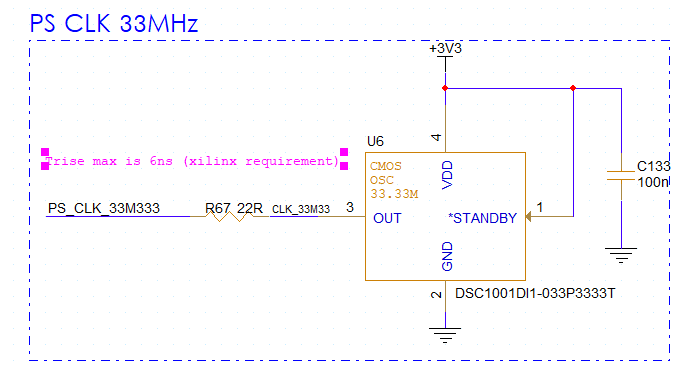 PS CLK 33MHz
+3V3
U6
4
VDD
CMOS
OSC
33.33M
Trise max is 6ns (xilinx requirement)
C133
100n
PS_CLK_33M333
R67 22R
CLK_33M33
3
OUT
*STANDBY
1
GND
2
DSC1001DI1-033P3333T